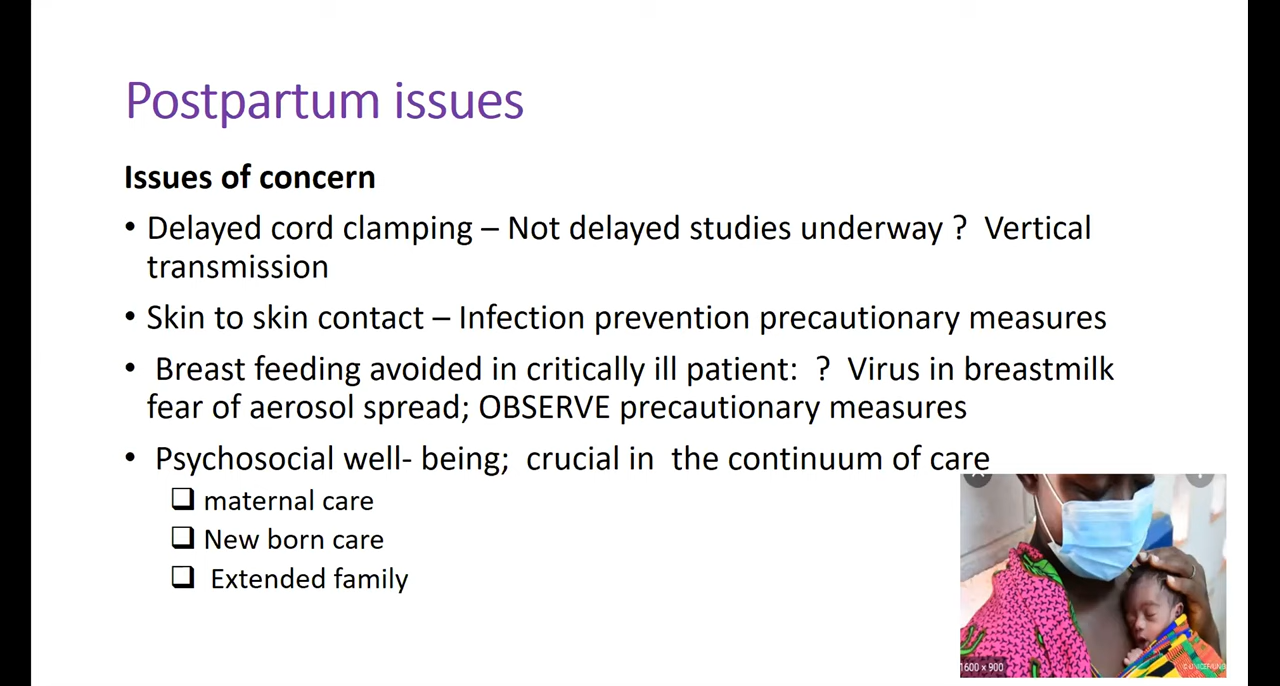 Postpartum issues
Issues of concern
• Delayed cord clamping – Not delayed studies underway ?  Vertical
transmission
• Skin to skin contact – Infection prevention precautionary measures
• Breast feeding avoided in critically ill patient:  ?  Virus in breastmilk
fear of aerosol spread; OBSERVE precautionary measures
• Psychosocial well- being;  crucial in  the continuum of care
❑ maternal care
❑ New born care
❑ Extended family
1600 x 900